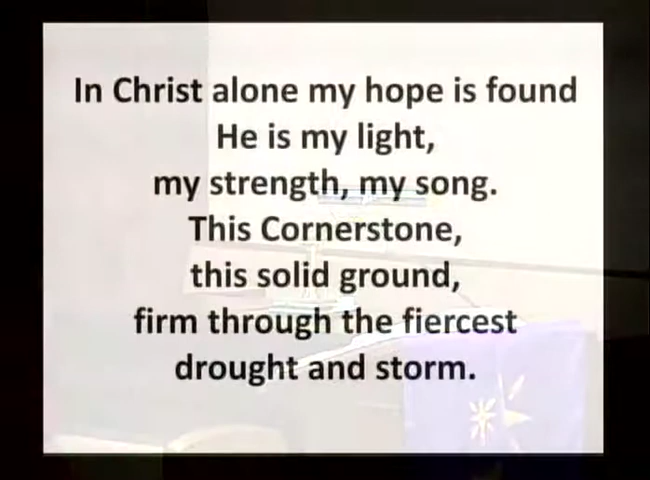 In Christ alone my hope is found
He is my light,
my strength, my song.
This Cornerstone,
this solid ground,
firm through the fiercest
drought and storm.